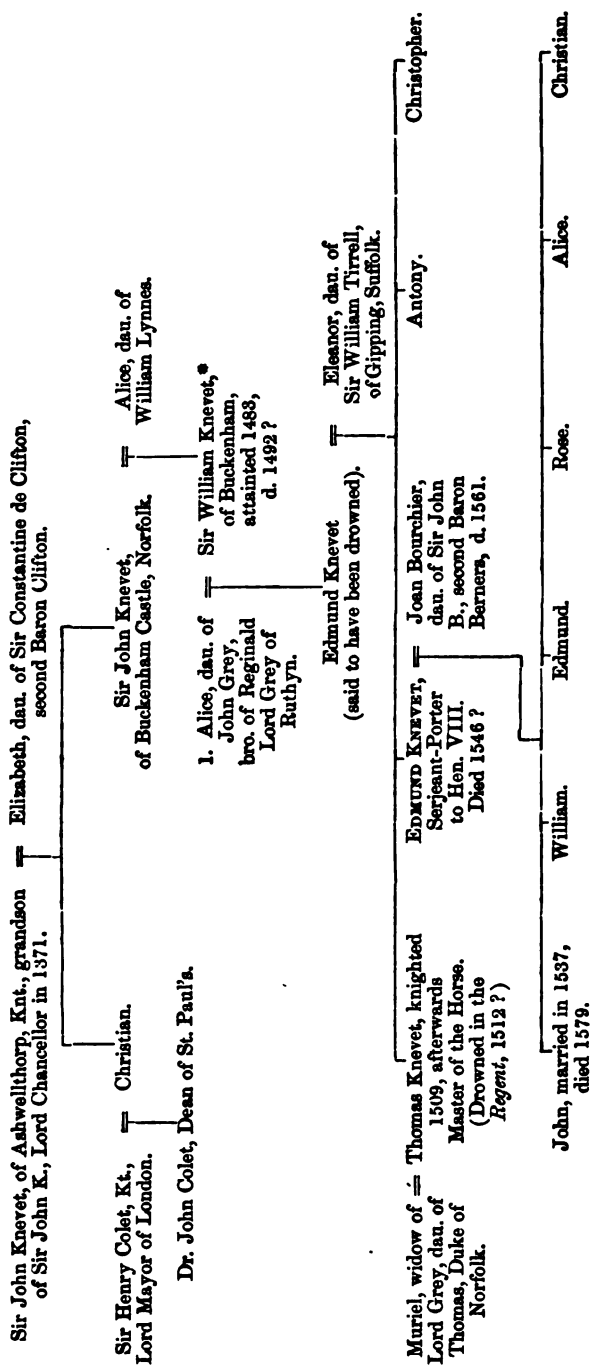 Sir John Knevet, of Ashwellthorp, Knt., grandson
of Sir John K., Lord Chancellor in 1371.
=
Elizabeth, dau. of Sir Constantine de Clifton,
second Baron Clifton.
Sir Henry Colet, Kt.,
Lord Mayor of London.
=
Christian.
Sir John Knevet,
of Buckenham Castle, Norfolk.
=
Alice, dau. of
William Lynnes.
Dr. John Colet, Dean of St. Paul's.
1. Alice, dau. of
John Grey,
bro. of Reginald
Lord Grey of
Ruthyn.
=
Sir William Knevet,*
of Buckenham,
attainted 1483,
d. 1492?
Edmund Knevet
(said to have been drowned).
=
Eleanor, dau. of
Sir William Tirrell,
of Gipping, Suffolk.
Muriel, widow of
Lord Grey, dau. of
Thomas, Duke of
Norfolk.
=
Thomas Knevet, knighted
1509, afterwards
Master of the Horse.
(Drowned in the
Regent, 1512?)
EDMUND KNEVET,
Serjeant-Porter
to Hen. VIII.
Died 1546?
=
Joan Bourchier,
dau. of Sir John
B., second Baron
Berners, d. 1561.
Antony.
Christopher.
John, married in 1537,
died 1579.
William.
Edmund.
Rose.
Alice.
Christian.